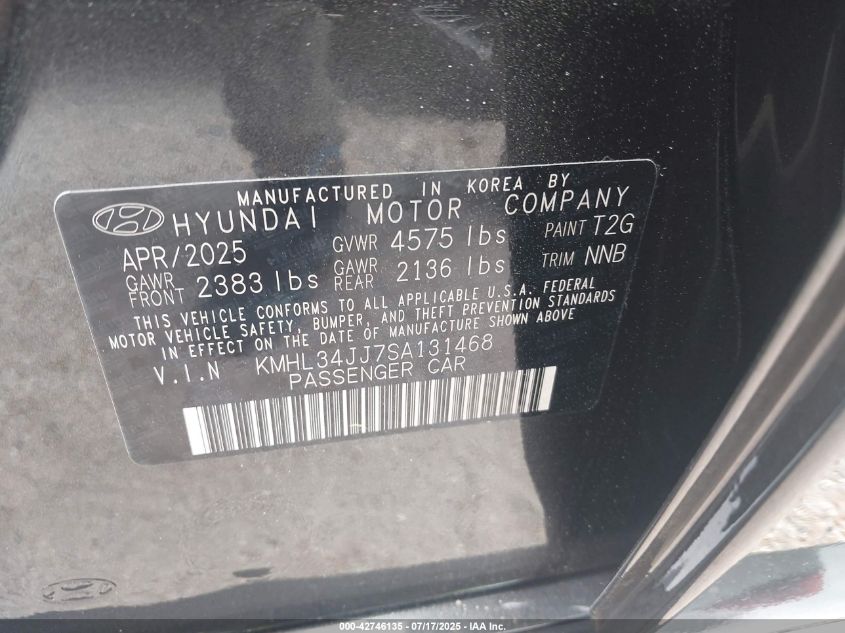 MANUFACTURED IN KOREA BY
HYUNDAI MOTOR COMPANY
APR/2025 GVWR 4575 lbs PAINT T2G
GAWR FRONT 2383 lbs GAWR REAR 2136 lbs TRIM NNB
THIS VEHICLE CONFORMS TO ALL APPLICABLE U.S.A. FEDERAL
MOTOR VEHICLE SAFETY, BUMPER, AND THEFT PREVENTION STANDARDS
IN EFFECT ON THE DATE OF MANUFACTURE SHOWN ABOVE.
V.I.N KMHL34JJ7SA131468
PASSENGER CAR
000-42746135 - 07/17/2025 - IAA Inc.